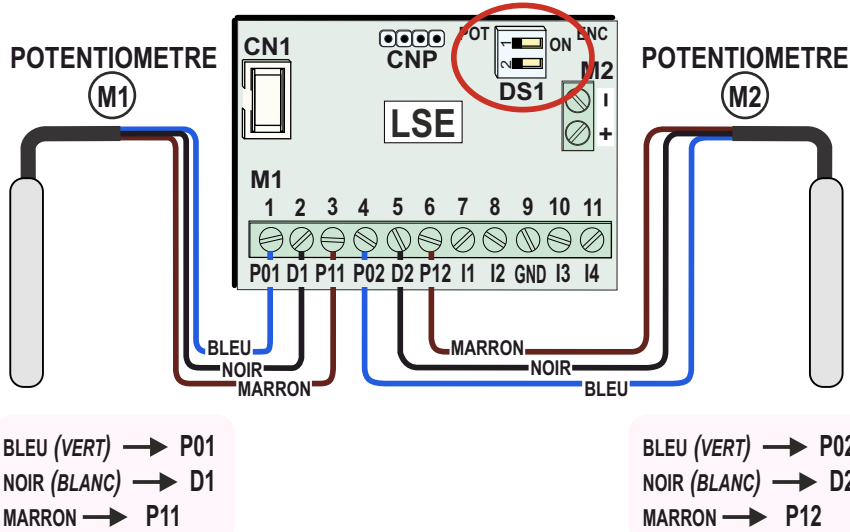 POTENTIOMETRE
M1
CN1
CNP
POT
ENC
1
2
ON
DS1
M2
-
+
LSE
POTENTIOMETRE
M2
M1
1 2 3 4 5 6 7 8 9 10 11
P01 D1 P11 P02 D2 P12 I1 I2 GND I3 I4
BLEU
NOIR
MARRON
MARRON
NOIR
BLEU
BLEU (VERT) → P01
NOIR (BLANC) → D1
MARRON → P11
BLEU (VERT) → P02
NOIR (BLANC) → D2
MARRON → P12